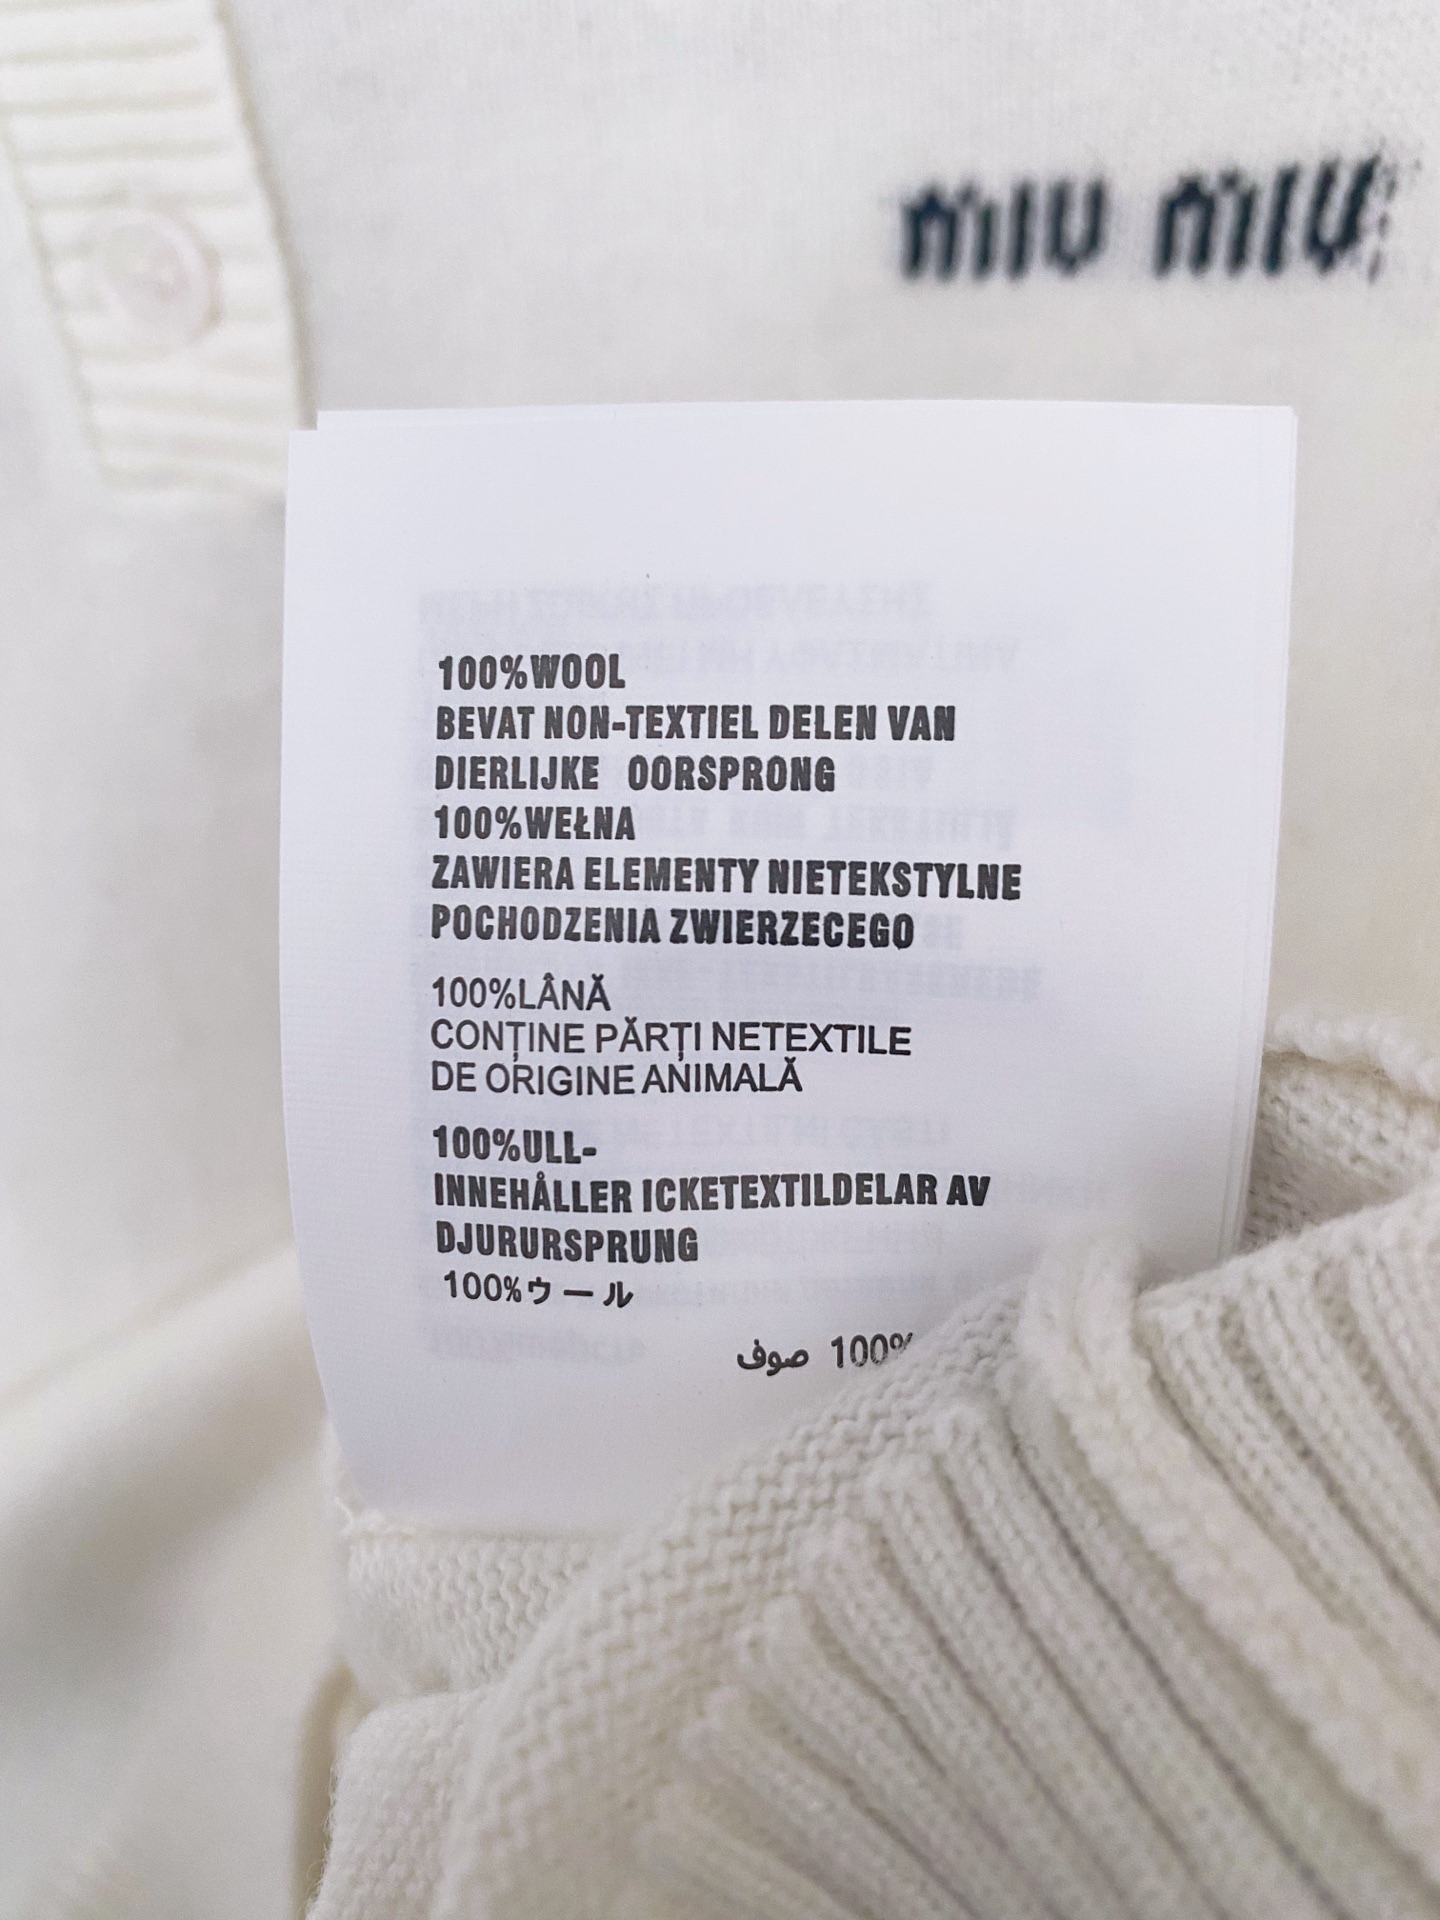 miu miu
100%WOOL
BEVAT NON-TEXTIEL DELEN VAN
DIERLIJKE OORSPRONG
100%WEŁNA
ZAWIERA ELEMENTY NIETEKSTYLNE
POCHODZENIA ZWIERZECEGO
100%LÂNĂ
CONȚINE PĂRȚI NETEXTILE
DE ORIGINE ANIMALĂ
100%ULL-
INNEHÅLLER ICKETEXTILDELAR AV
DJURURSPRUNG
100%ウール
صوف 100%